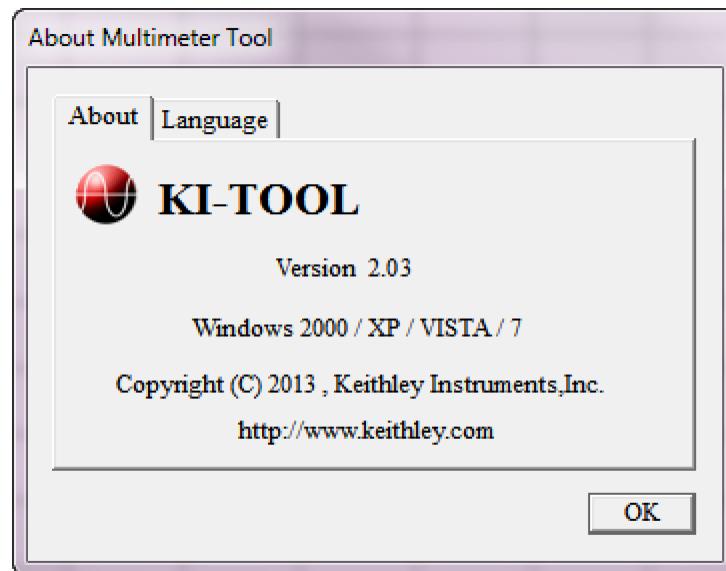 About Multimeter Tool
About
Language
KI-TOOL
Version 2.03
Windows 2000 / XP / VISTA / 7
Copyright (C) 2013 , Keithley Instruments,Inc.
http://www.keithley.com
OK